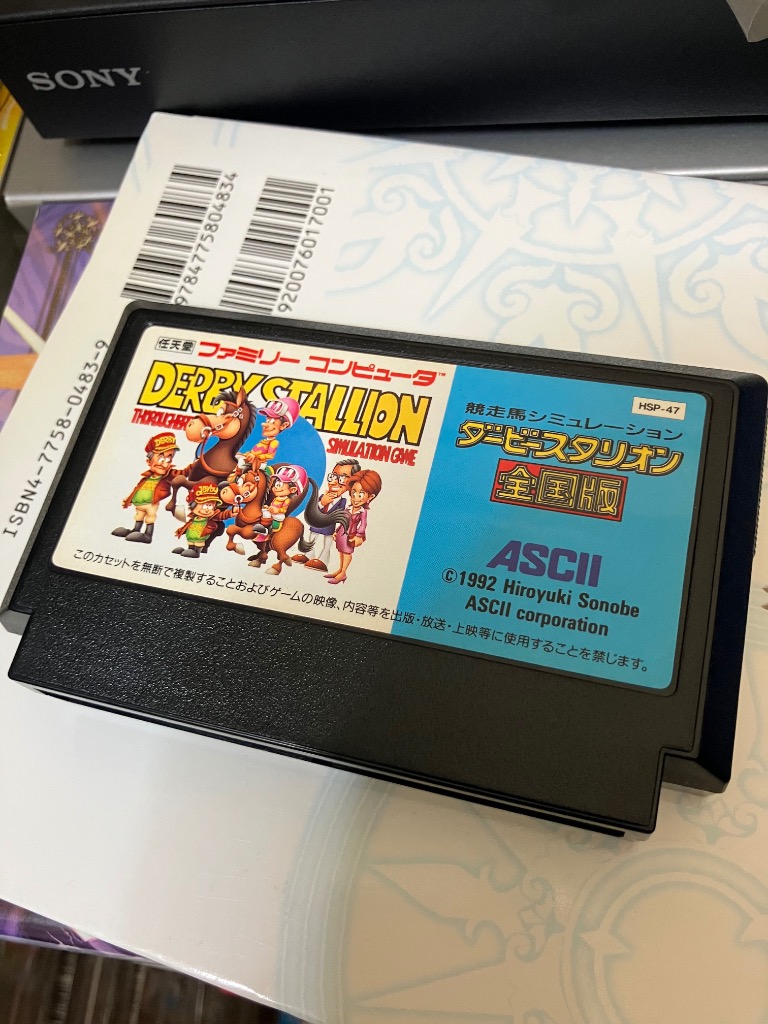 SONY
9784775804834
9200076017001
ISBN4-7758-0483-9
任天堂 ファミリー コンピュータ™
DERBY STALLION
THOROUGHBRED
SIMULATION GAME
DERBY
HSP-47
競走馬シミュレーション
ダービースタリオン
全国版
ASCII
©1992 Hiroyuki Sonobe
ASCII corporation
このカセットを無断で複製することおよびゲームの映像、内容等を出版・放送・上映等に使用することを禁じます。